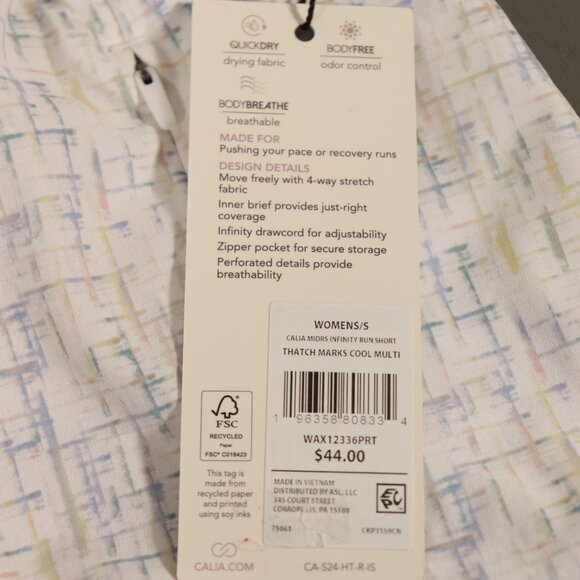 QUICKDRY
drying fabric
BODYFREE
odor control
BODYBREATHE
breathable
MADE FOR
Pushing your pace or recovery runs
DESIGN DETAILS
Move freely with 4-way stretch
fabric
Inner brief provides just-right
coverage
Infinity drawcord for adjustability
Zipper pocket for secure storage
Perforated details provide
breathability
WOMENS/S
CALIA MIDRS INFINITY RUN SHORT
THATCH MARKS COOL MULTI
1 96358 80833 4
WAX12336PRT
$44.00
MADE IN VIETNAM
DISTRIBUTED BY ASL, LLC
345 COURT STREET
CORAOPOLIS, PA 15108
75063
CKP3159CN
EPC
FSC
RECYCLED
Paper
FSC® C016423
This tag is
made from
recycled paper
and printed
using soy inks
CALIA.COM
CA-S24-HT-R-IS